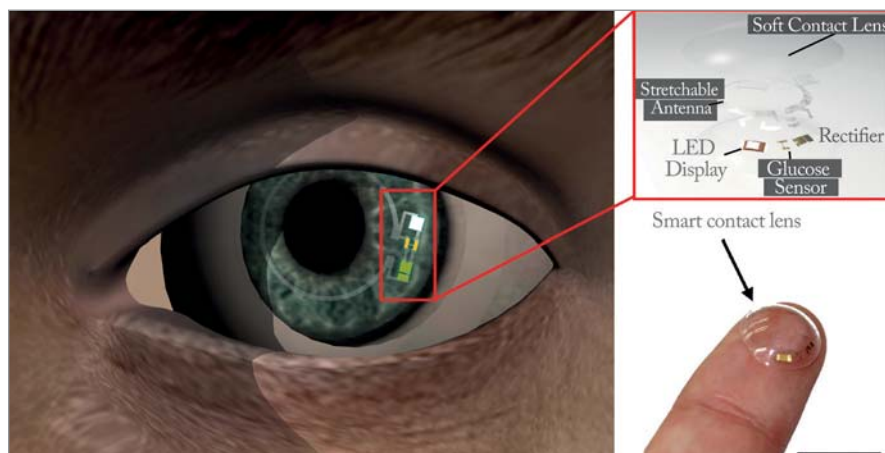 Soft Contact Lens
Stretchable
Antenna
LED
Display
Rectifier
Glucose
Sensor
Smart contact lens